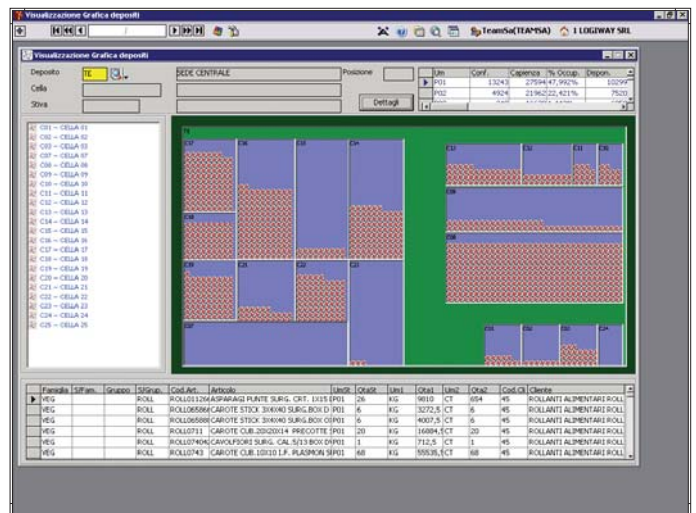 Visualizzazione Grafica depositi
TeamSa(TEAMSA) 1 LOGIWAY SRL
Visualizzazione Grafica depositi
Deposito TE SEDE CENTRALE Posizione
Cella
Stiva
Dettagli
Um Conf. Capienza % Occup. Depon.
P01 13243 27594 47,992% 10299
P02 4924 21962 22,421% 7520
C01 - CELLA 01
C02 - CELLA 02
C03 - CELLA 03
C07 - CELLA 07
C08 - CELLA 08
C09 - CELLA 09
C10 - CELLA 10
C11 - CELLA 11
C12 - CELLA 12
C13 - CELLA 13
C14 - CELLA 14
C15 - CELLA 15
C16 - CELLA 16
C17 - CELLA 17
C18 - CELLA 18
C19 - CELLA 19
C20 - CELLA 20
C21 - CELLA 21
C22 - CELLA 22
C23 - CELLA 23
C24 - CELLA 24
C25 - CELLA 25
Famiglia S/Fam. Gruppo S/Grup. Cod.Art. Articolo UmSt QtaSt Um1 Qta1 Um2 Qta2 Cod.Cli Cliente
VEG ROLL ROLL01126 ASPARAGI PUNTE SURG. CRT. 1X15 P01 26 KG 9810 CT 654 45 ROLLANTI ALIMENTARI ROLL
VEG ROLL ROLL06586 CAROTE STICK 3X4X40 SURG.BOX D P01 6 KG 3272,5 CT 6 45 ROLLANTI ALIMENTARI ROLL
VEG ROLL ROLL06588 CAROTE STICK 3X4X40 SURG.BOX P01 6 KG 4007,5 CT 6 45 ROLLANTI ALIMENTARI ROLL
VEG ROLL ROLL0711 CAROTE CUB.20X20X14 PRECOTTE P01 20 KG 16884, CT 20 45 ROLLANTI ALIMENTARI ROLL
VEG ROLL ROLL07404 CAVOLFIORI SURG. CAL.5/13 BOX P01 1 KG 712,5 CT 1 45 ROLLANTI ALIMENTARI ROLL
VEG ROLL ROLL0743 CAROTE CUB.10X10 I.F. PLASMON P01 68 KG 55535, CT 68 45 ROLLANTI ALIMENTARI ROLL